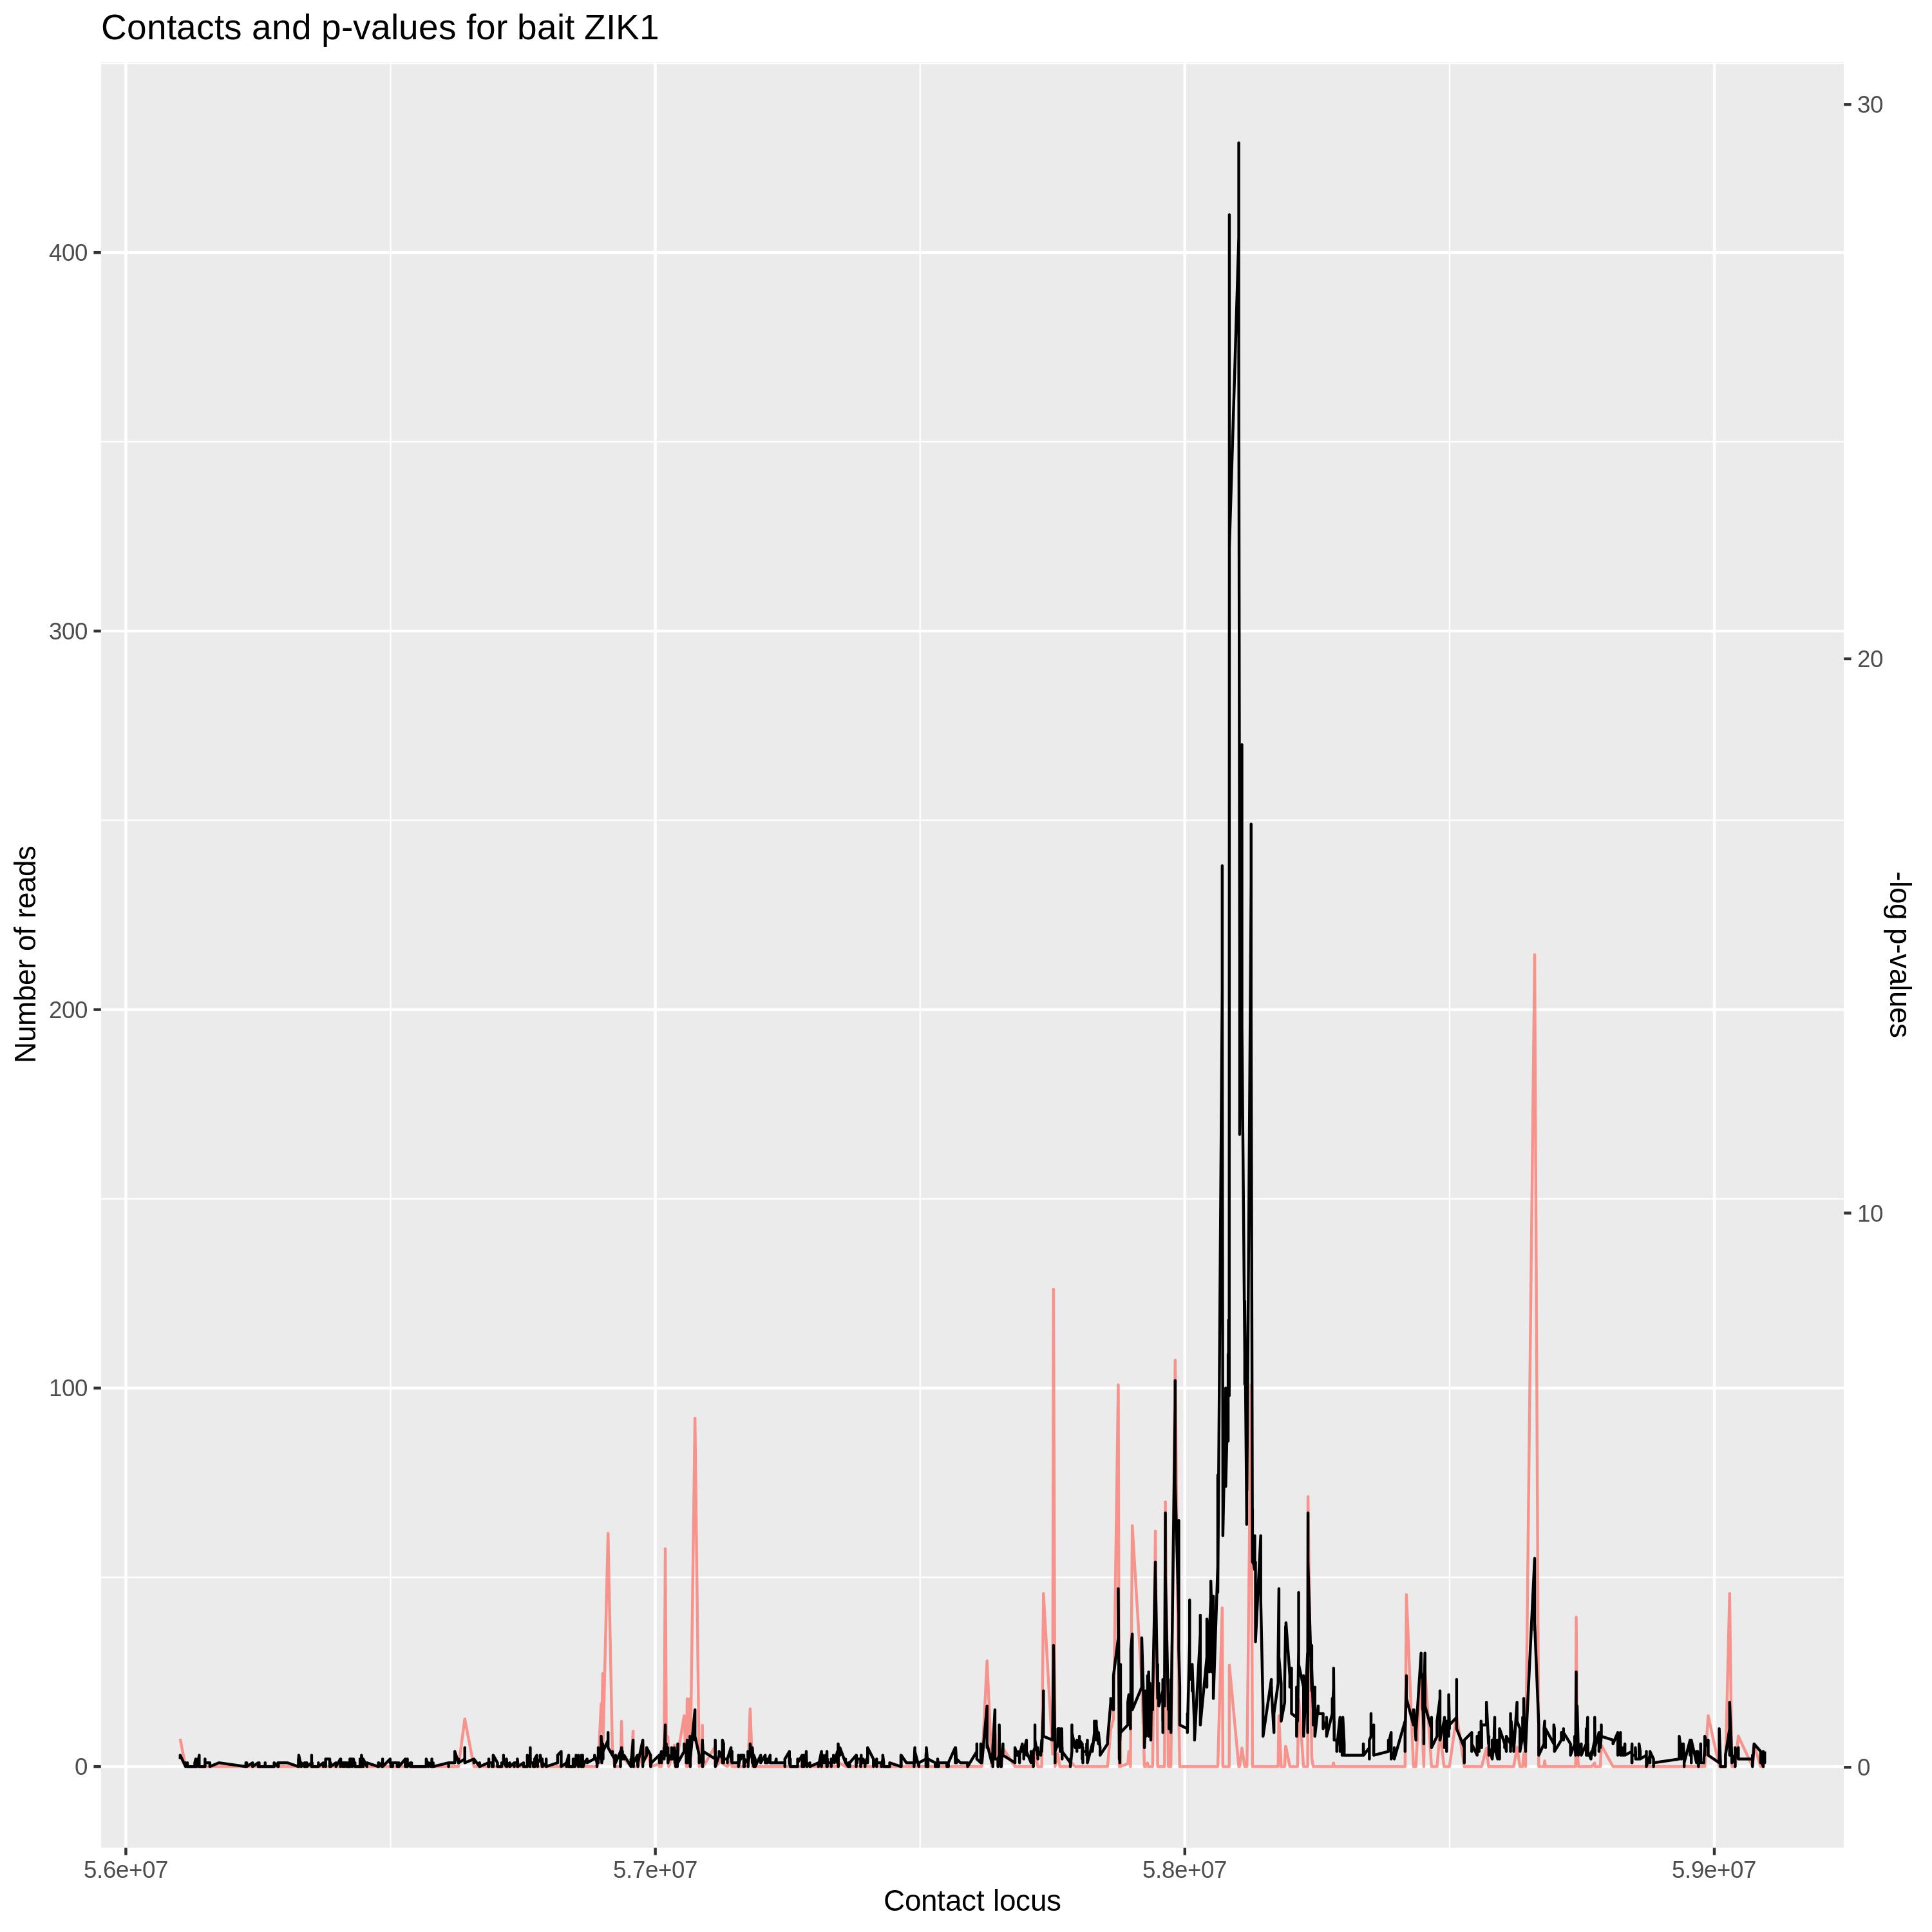 Contacts and p-values for bait ZIK1
30
400
300
20
Number of reads
-log p-values
200
10
100
0
0
5.6e+07 5.7e+07 5.8e+07 5.9e+07
Contact locus